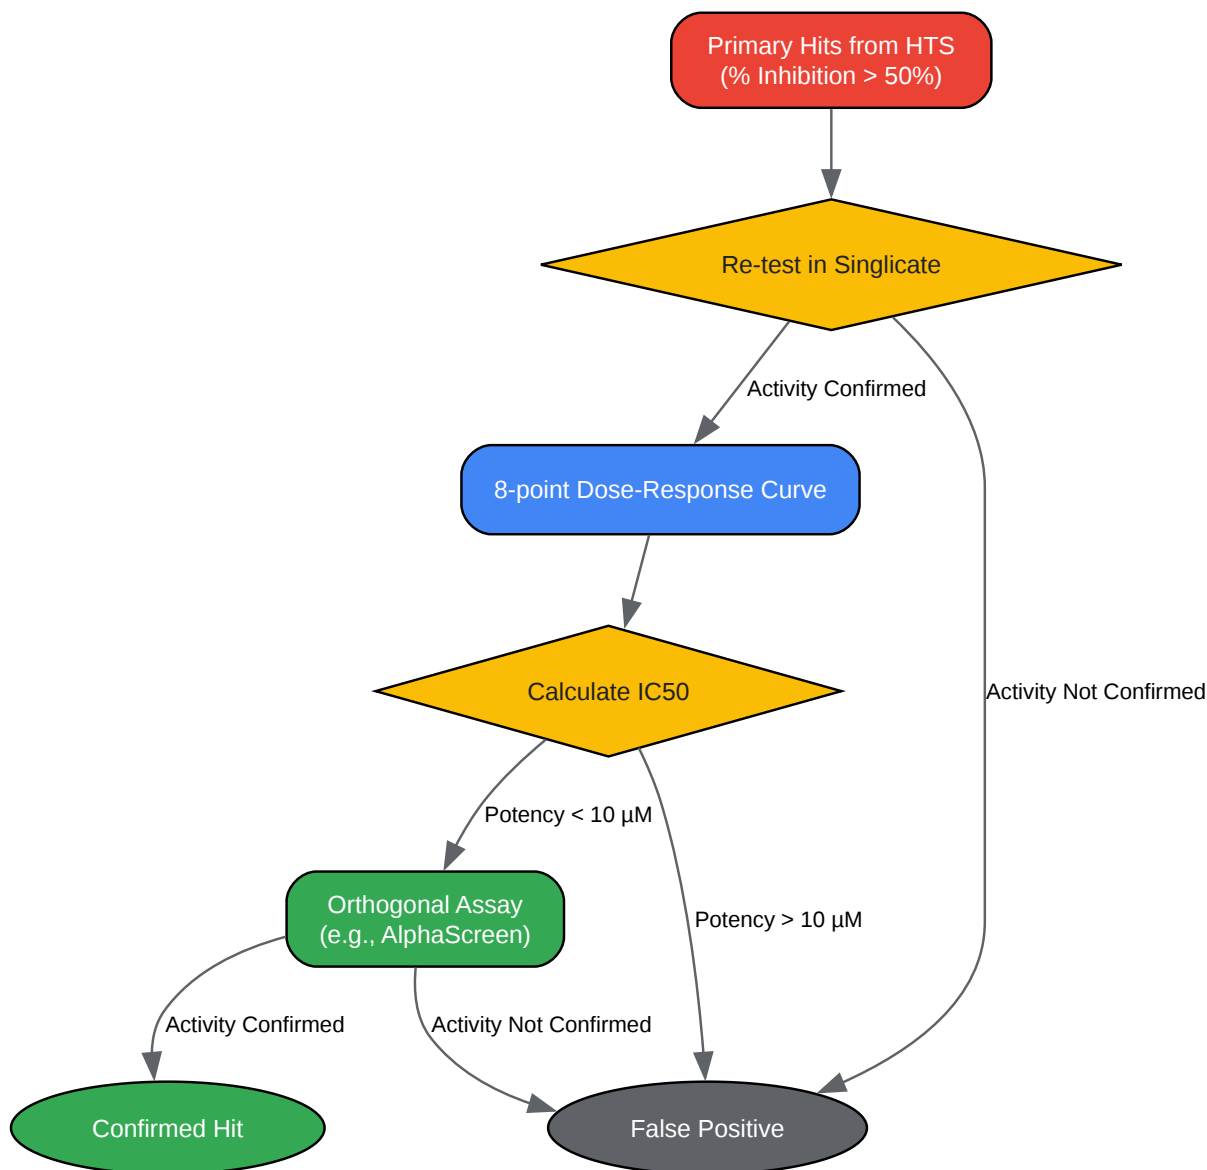 Primary Hits from HTS
(% Inhibition > 50%)
Re-test in Singlicate
Activity Confirmed
8-point Dose-Response Curve
Calculate IC50
Activity Not Confirmed
Potency < 10 µM
Orthogonal Assay
(e.g., AlphaScreen)
Potency > 10 µM
Activity Confirmed
Activity Not Confirmed
Confirmed Hit
False Positive